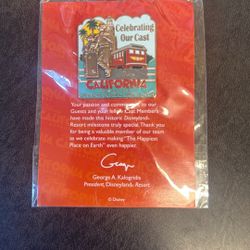 Celebrating
Our Cast
CALIFORNIA
Your passion and commitment to our
Guests and your fellow Cast Members
have made this historic Disneyland®
Resort milestone truly special. Thank you
for being a valuable member of our team
as we celebrate making "The Happiest
Place on Earth" even happier.
George A. Kalogridis
President, Disneyland® Resort
© Disney